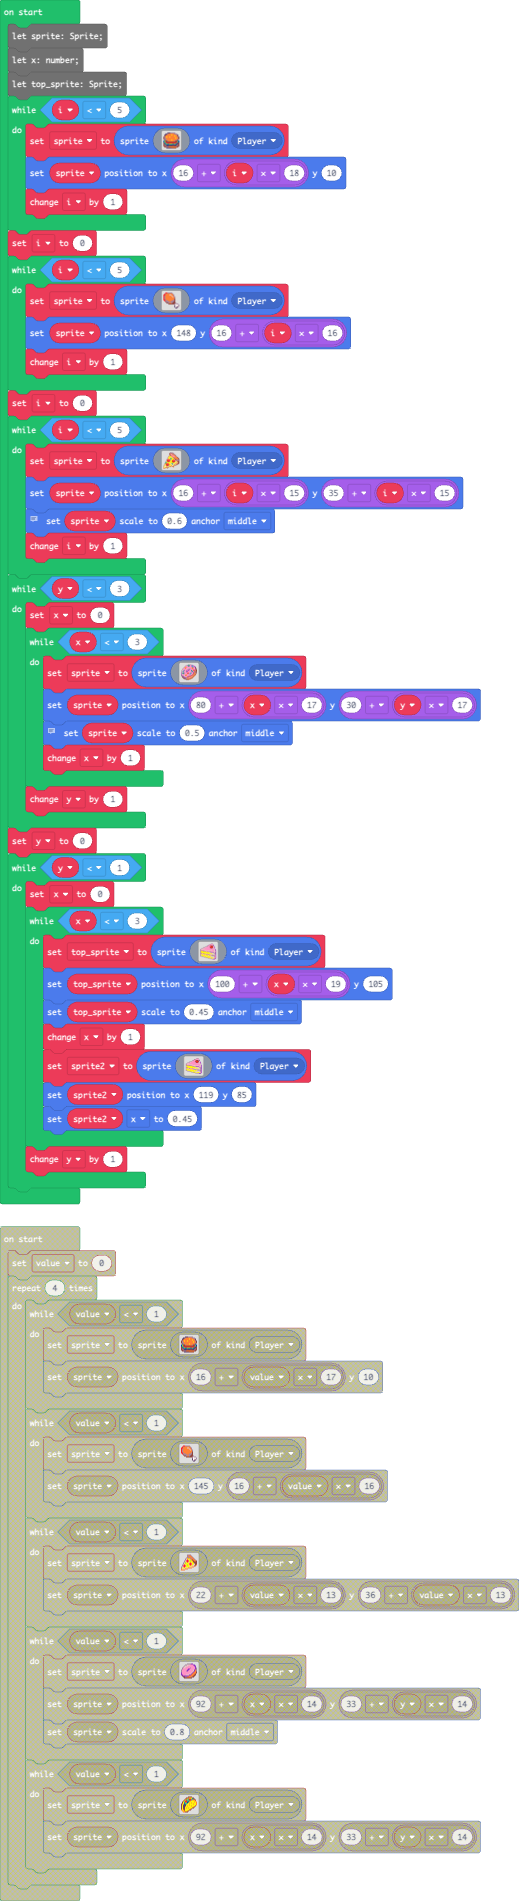 on start
let sprite: Sprite;
let x: number;
let top_sprite: Sprite;
while i < 5
do
set sprite to sprite of kind Player
set sprite position to x 16 + i × 18 y 10
change i by 1
set i to 0
while i < 5
do
set sprite to sprite of kind Player
set sprite position to x 148 y 16 + i × 16
change i by 1
set i to 0
while i < 5
do
set sprite to sprite of kind Player
set sprite position to x 16 + i × 15 y 35 + i × 15
set sprite scale to 0.6 anchor middle
change i by 1
while y < 3
do
set x to 0
while x < 3
do
set sprite to sprite of kind Player
set sprite position to x 80 + x × 17 y 30 + y × 17
set sprite scale to 0.5 anchor middle
change x by 1
change y by 1
set y to 0
while y < 1
do
set x to 0
while x < 3
do
set top_sprite to sprite of kind Player
set top_sprite position to x 100 + x × 19 y 105
set top_sprite scale to 0.45 anchor middle
change x by 1
set sprite2 to sprite of kind Player
set sprite2 position to x 119 y 85
set sprite2 x to 0.45
change y by 1
on start
set value to 0
repeat 4 times
do
while value < 1
do
set sprite to sprite of kind Player
set sprite position to x 16 + value × 17 y 10
while value < 1
do
set sprite to sprite of kind Player
set sprite position to x 145 y 16 + value × 16
while value < 1
do
set sprite to sprite of kind Player
set sprite position to x 22 + value × 13 y 36 + value × 13
while value < 1
do
set sprite to sprite of kind Player
set sprite position to x 92 + x × 14 y 33 + y × 14
set sprite scale to 0.8 anchor middle
while value < 1
do
set sprite to sprite of kind Player
set sprite position to x 92 + x × 14 y 33 + y × 14